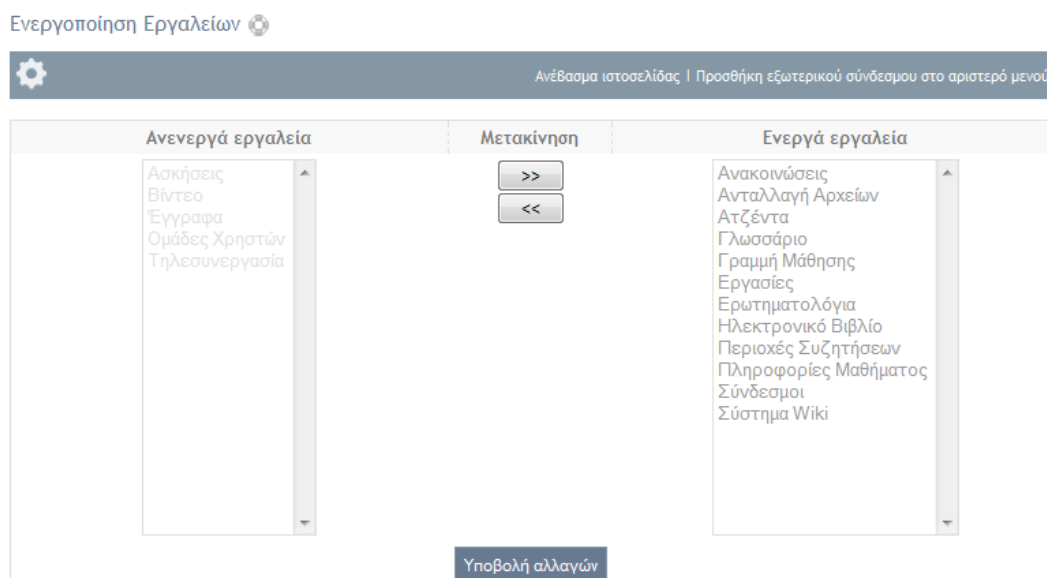 Ενεργοποίηση Εργαλείων
Ανέβασμα ιστοσελίδας | Προσθήκη εξωτερικού σύνδεσμου στο αριστερό μενού
Ανενεργά εργαλεία
Μετακίνηση
Ενεργά εργαλεία
Ασκήσεις
Βίντεο
Έγγραφα
Ομάδες Χρηστών
Τηλεσυνεργασία
>>
<<
Ανακοινώσεις
Ανταλλαγή Αρχείων
Ατζέντα
Γλωσσάριο
Γραμμή Μάθησης
Εργασίες
Ερωτηματολόγια
Ηλεκτρονικό Βιβλίο
Περιοχές Συζητήσεων
Πληροφορίες Μαθήματος
Σύνδεσμοι
Σύστημα Wiki
Υποβολή αλλαγών